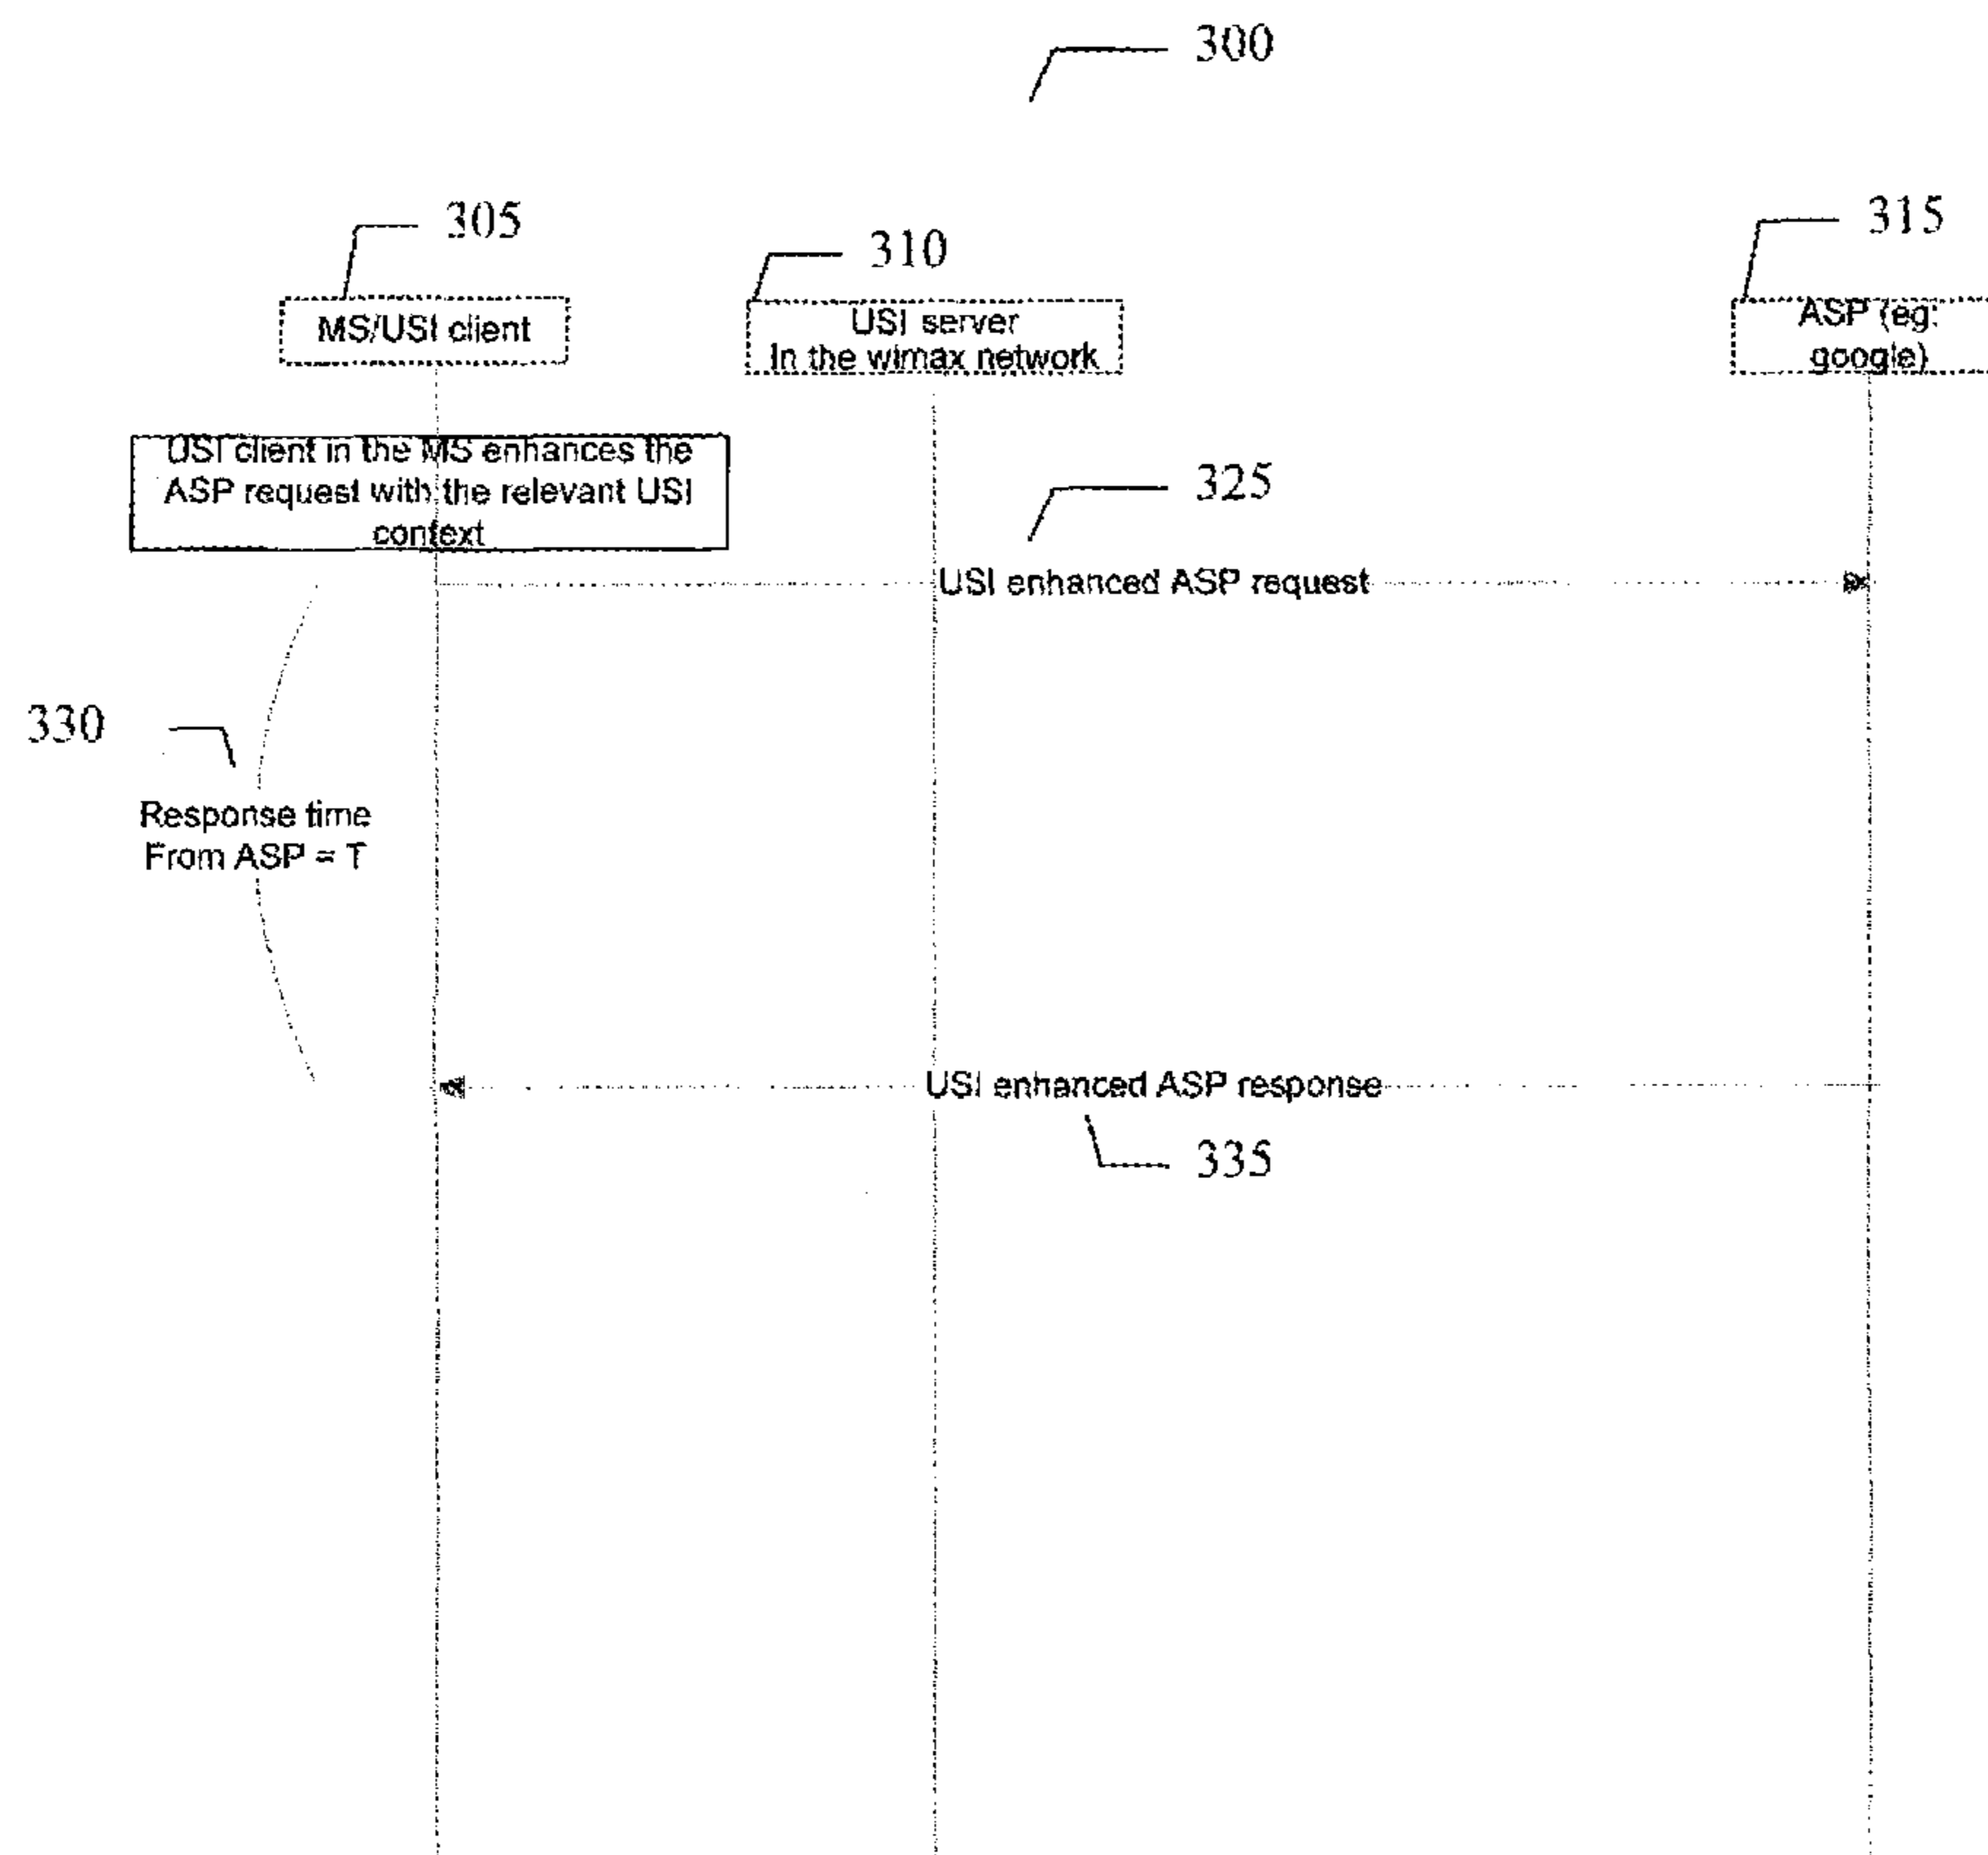 300
305
310
315
MS/USI client
USI server
In the wimax network
ASP (eg:
google)
USI client in the MS enhances the
ASP request with the relevant USI
context
325
USI enhanced ASP request
330
Response time
From ASP = T
USI enhanced ASP response
335